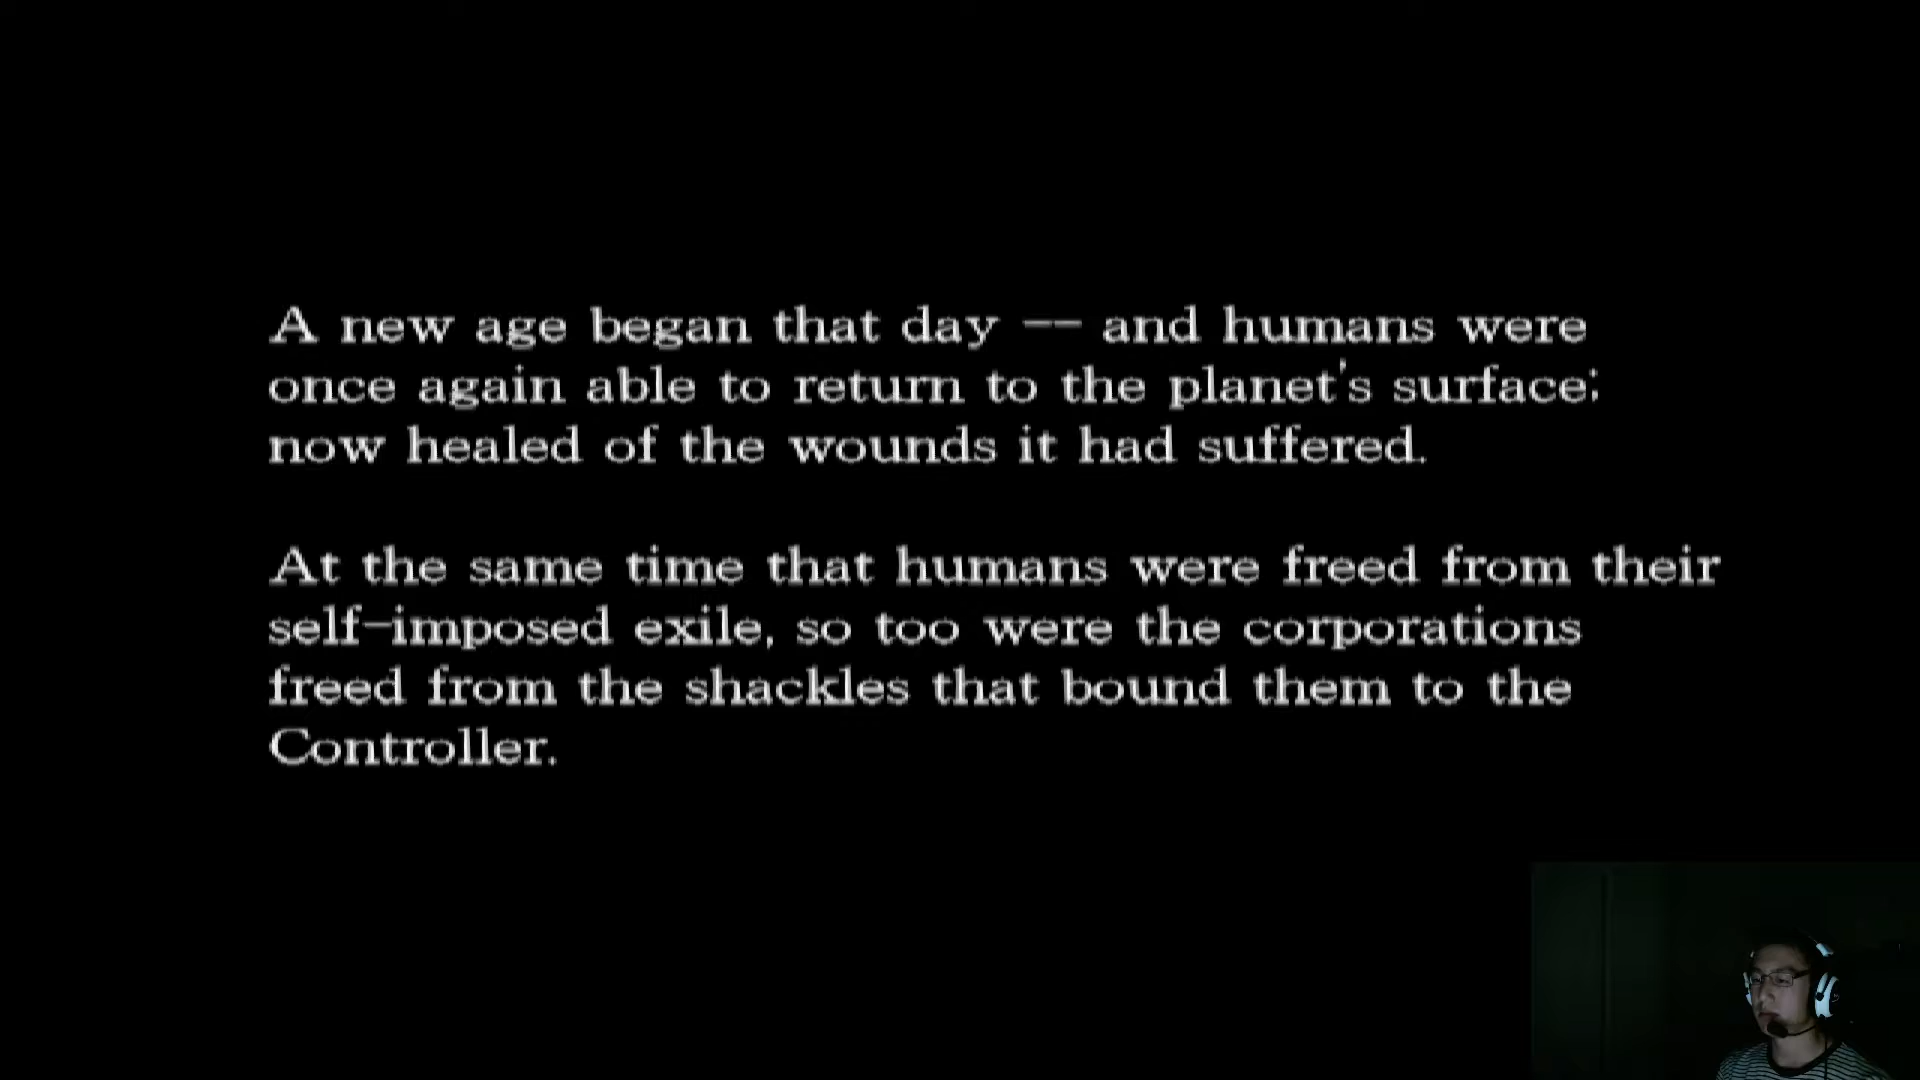 A new age began that day -- and humans were
once again able to return to the planet's surface;
now healed of the wounds it had suffered.
At the same time that humans were freed from their
self-imposed exile, so too were the corporations
freed from the shackles that bound them to the
Controller.